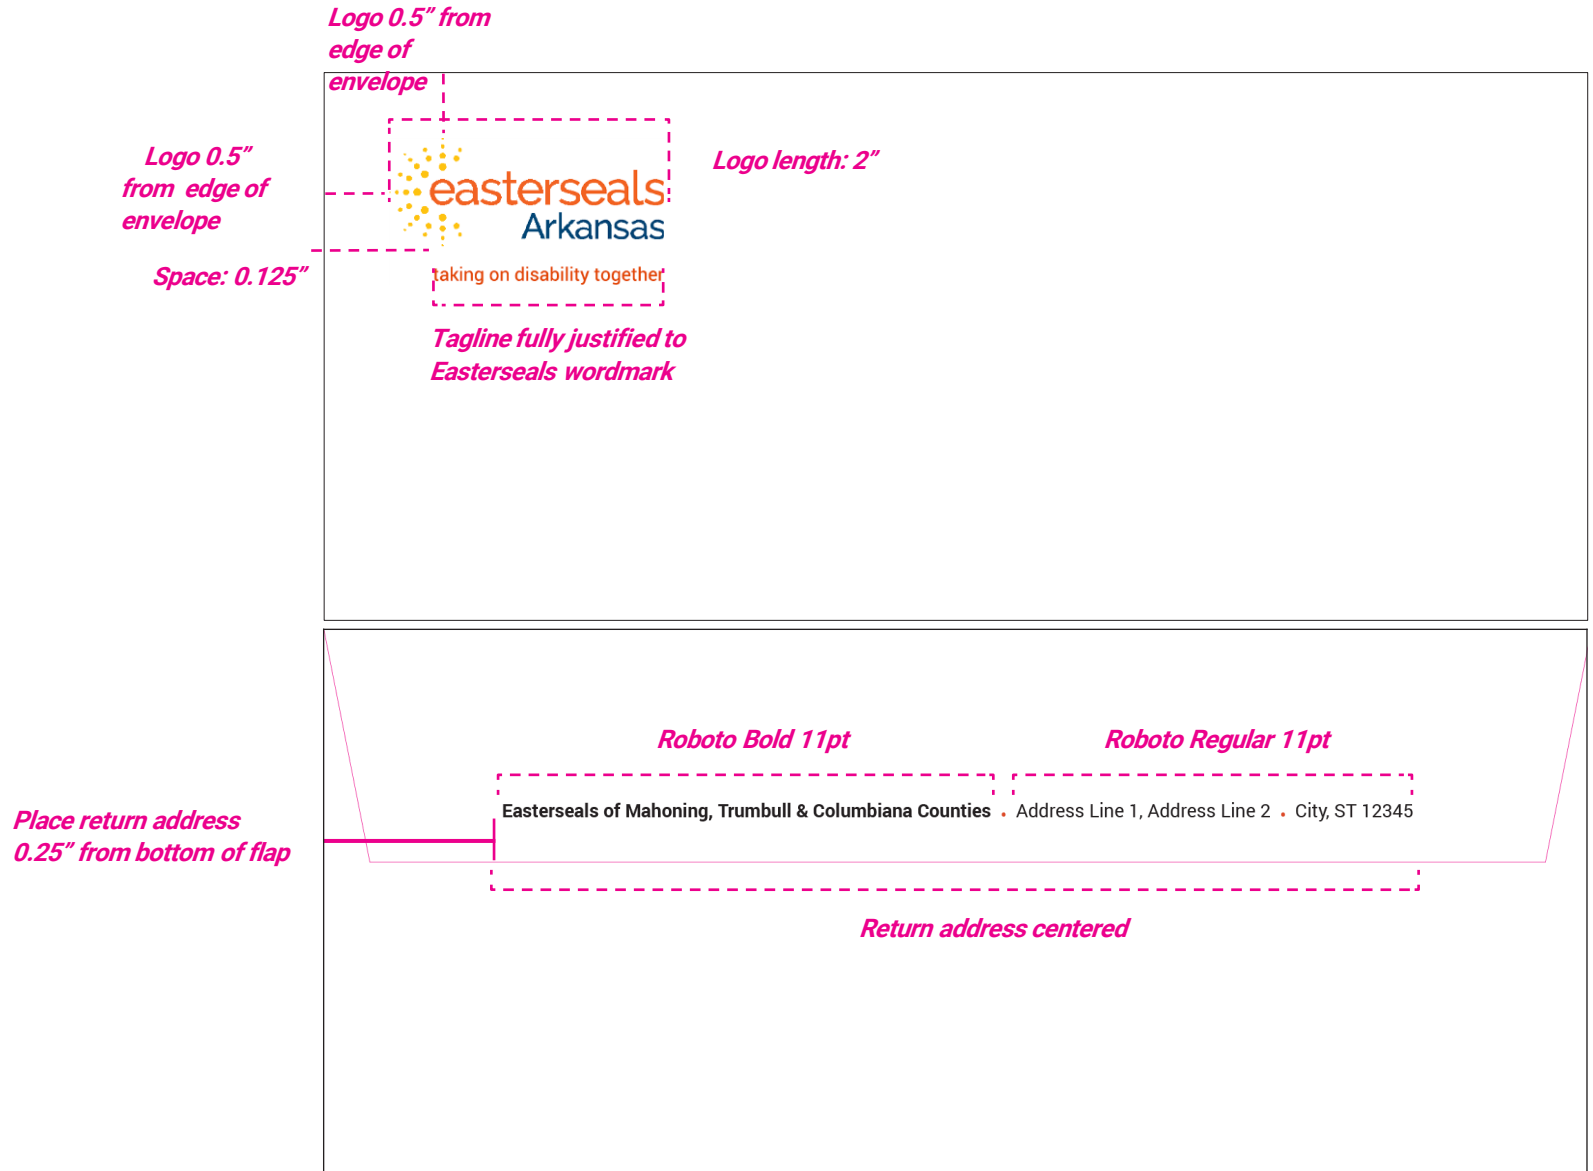 Logo 0.5” from
edge of
envelope
Logo 0.5”
from edge of
envelope
Logo length: 2”
easterseals
Arkansas
Space: 0.125”
taking on disability together
Tagline fully justified to
Easterseals wordmark
Roboto Bold 11pt
Roboto Regular 11pt
Easterseals of Mahoning, Trumbull & Columbiana Counties . Address Line 1, Address Line 2 . City, ST 12345
Place return address
0.25” from bottom of flap
Return address centered